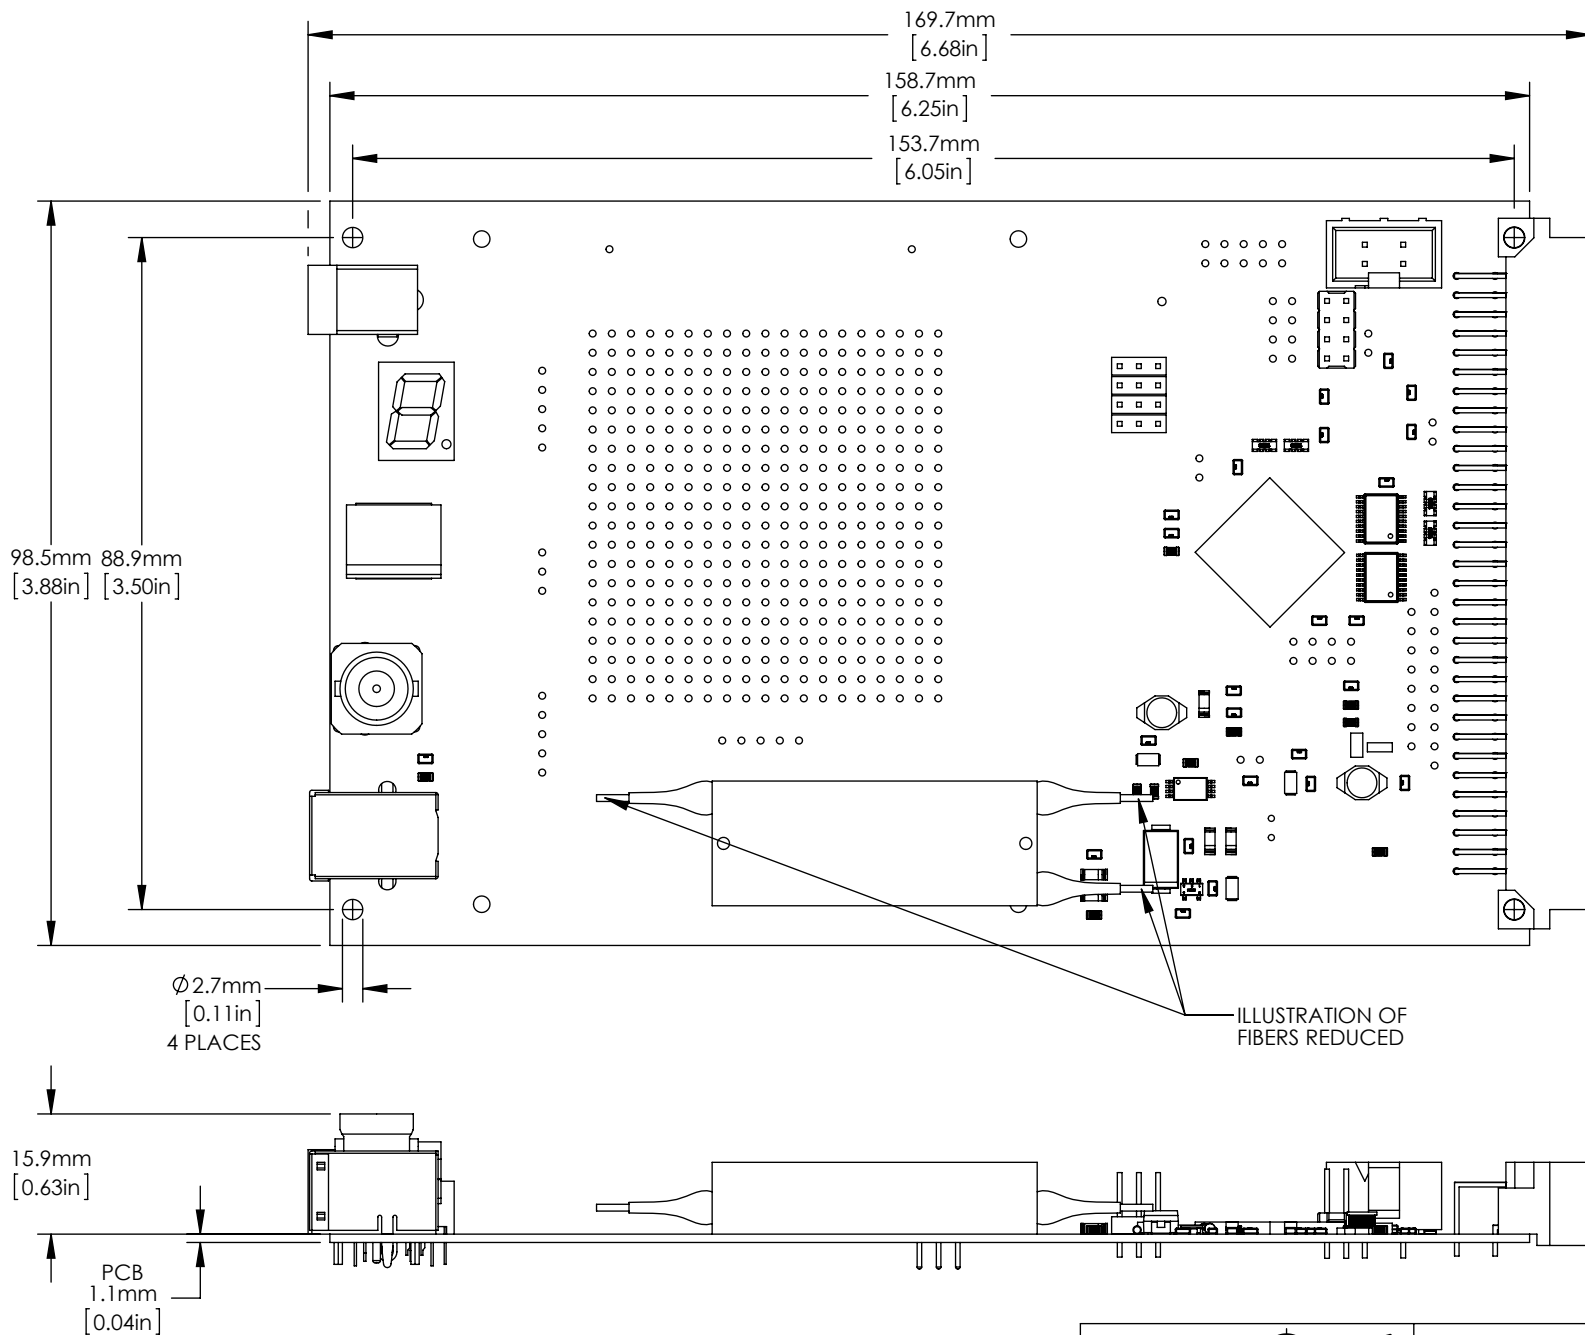 169.7mm
[6.68in]
158.7mm
[6.25in]
153.7mm
[6.05in]
98.5mm
[3.88in]
88.9mm
[3.50in]
Ø2.7mm
[0.11in]
4 PLACES
ILLUSTRATION OF
FIBERS REDUCED
15.9mm
[0.63in]
PCB
1.1mm
[0.04in]